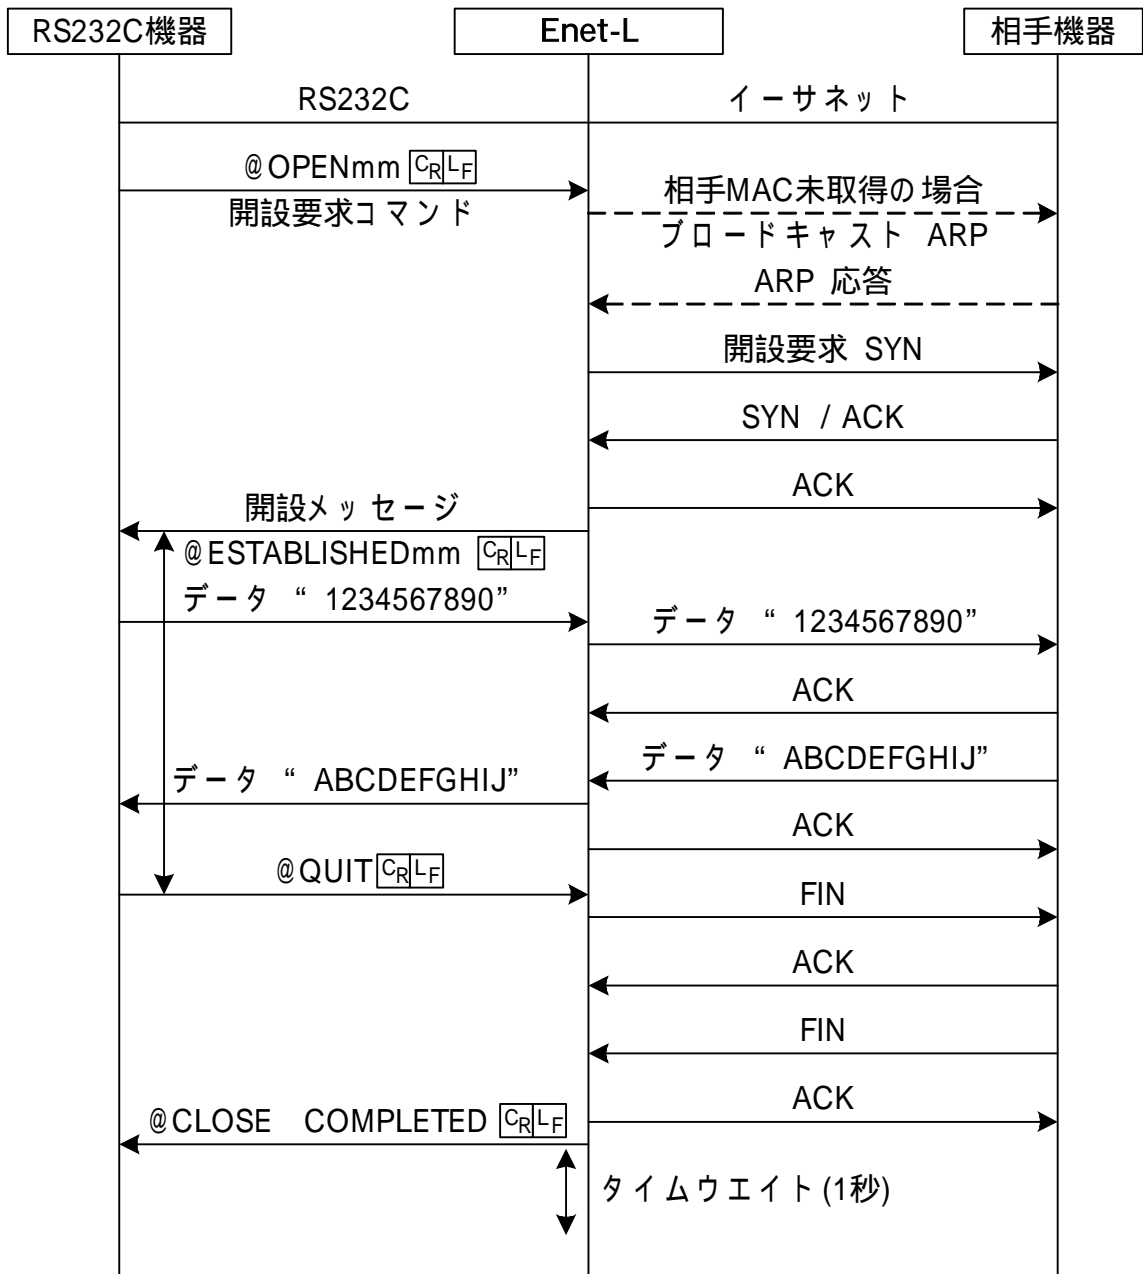 RS232C機器
Enet-L
相手機器
RS232C
イーサネット
@OPENmm CRLF
開設要求コマンド
相手MAC未取得の場合
ブロードキャスト ARP
ARP 応答
開設要求 SYN
SYN / ACK
ACK
開設メッセージ
@ESTABLISHEDmm CRLF
データ “ 1234567890”
データ “ 1234567890”
ACK
データ “ ABCDEFGHIJ”
データ “ ABCDEFGHIJ”
ACK
@QUIT CRLF
FIN
ACK
FIN
ACK
@CLOSE COMPLETED CRLF
タイムウエイト(1秒)